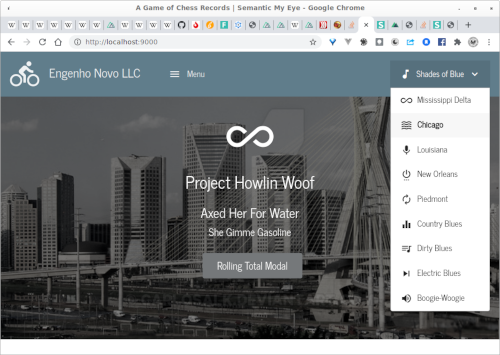 A Game of Chess Records | Semantic My Eye - Google Chrome
http://localhost:9000
Engenho Novo LLC
Menu
Shades of Blue
Mississippi Delta
Chicago
Louisiana
New Orleans
Piedmont
Country Blues
Dirty Blues
Electric Blues
Boogie-Woogie
Project Howlin Woof
Axed Her For Water
She Gimme Gasoline
Rolling Total Modal